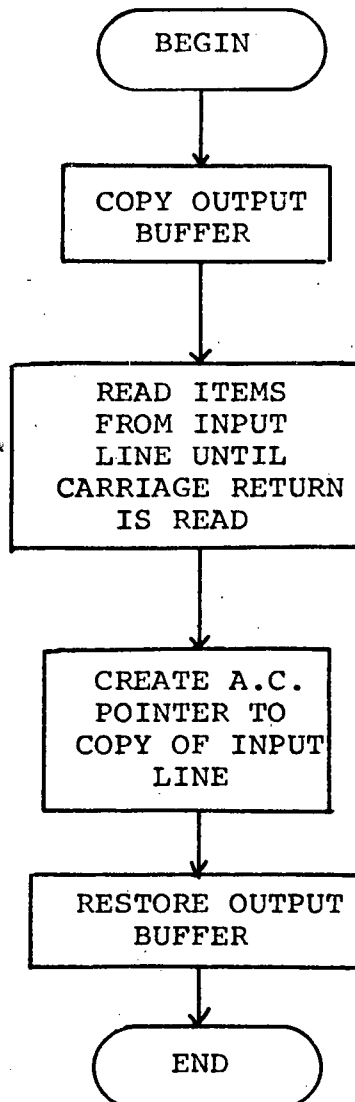 BEGIN
COPY OUTPUT
BUFFER
READ ITEMS
FROM INPUT
LINE UNTIL
CARRIAGE RETURN
IS READ
CREATE A.C.
POINTER TO
COPY OF INPUT
LINE
RESTORE OUTPUT
BUFFER
END